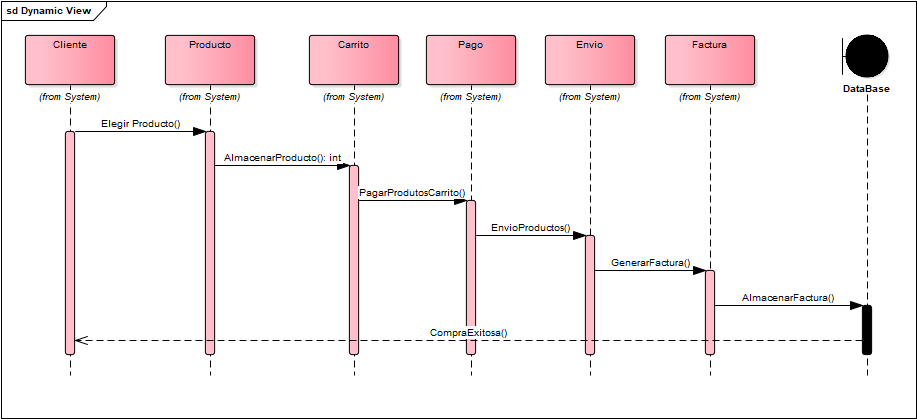 sd Dynamic View
Cliente
Producto
Carrito
Pago
Envio
Factura
(from System)
(from System)
(from System)
(from System)
(from System)
(from System)
DataBase
Elegir Producto()
AlmacenarProducto(): int
PagarProdutosCarrito()
EnvioProductos()
GenerarFactura()
AlmacenarFactura()
CompraExitosa()